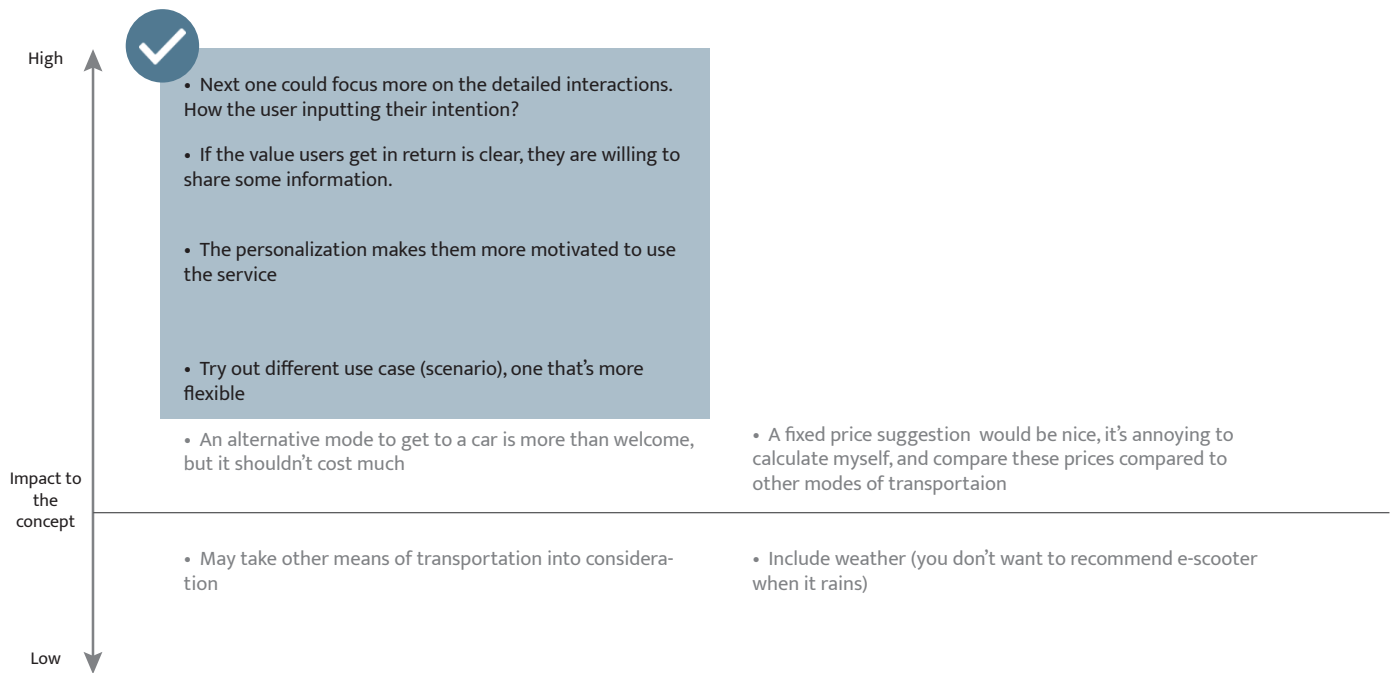 High
• Next one could focus more on the detailed interactions.
How the user inputting their intention?
• If the value users get in return is clear, they are willing to
share some information.
• The personalization makes them more motivated to use
the service
• Try out different use case (scenario), one that's more
flexible
• An alternative mode to get to a car is more than welcome,
but it shouldn't cost much
• A fixed price suggestion would be nice, it's annoying to
calculate myself, and compare these prices compared to
other modes of transportaion
Impact to
the
concept
• May take other means of transportation into considera-
tion
• Include weather (you don't want to recommend e-scooter
when it rains)
Low